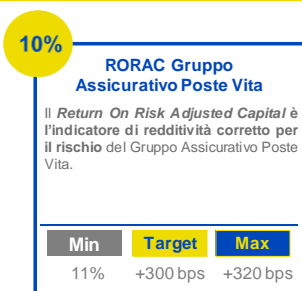 10%
RORAC Gruppo
Assicurativo Poste Vita
Il Return On Risk Adjusted Capital è
l'indicatore di redditività corretto per
il rischio del Gruppo Assicurativo Poste
Vita.
Min Target Max
11% +300 bps +320 bps